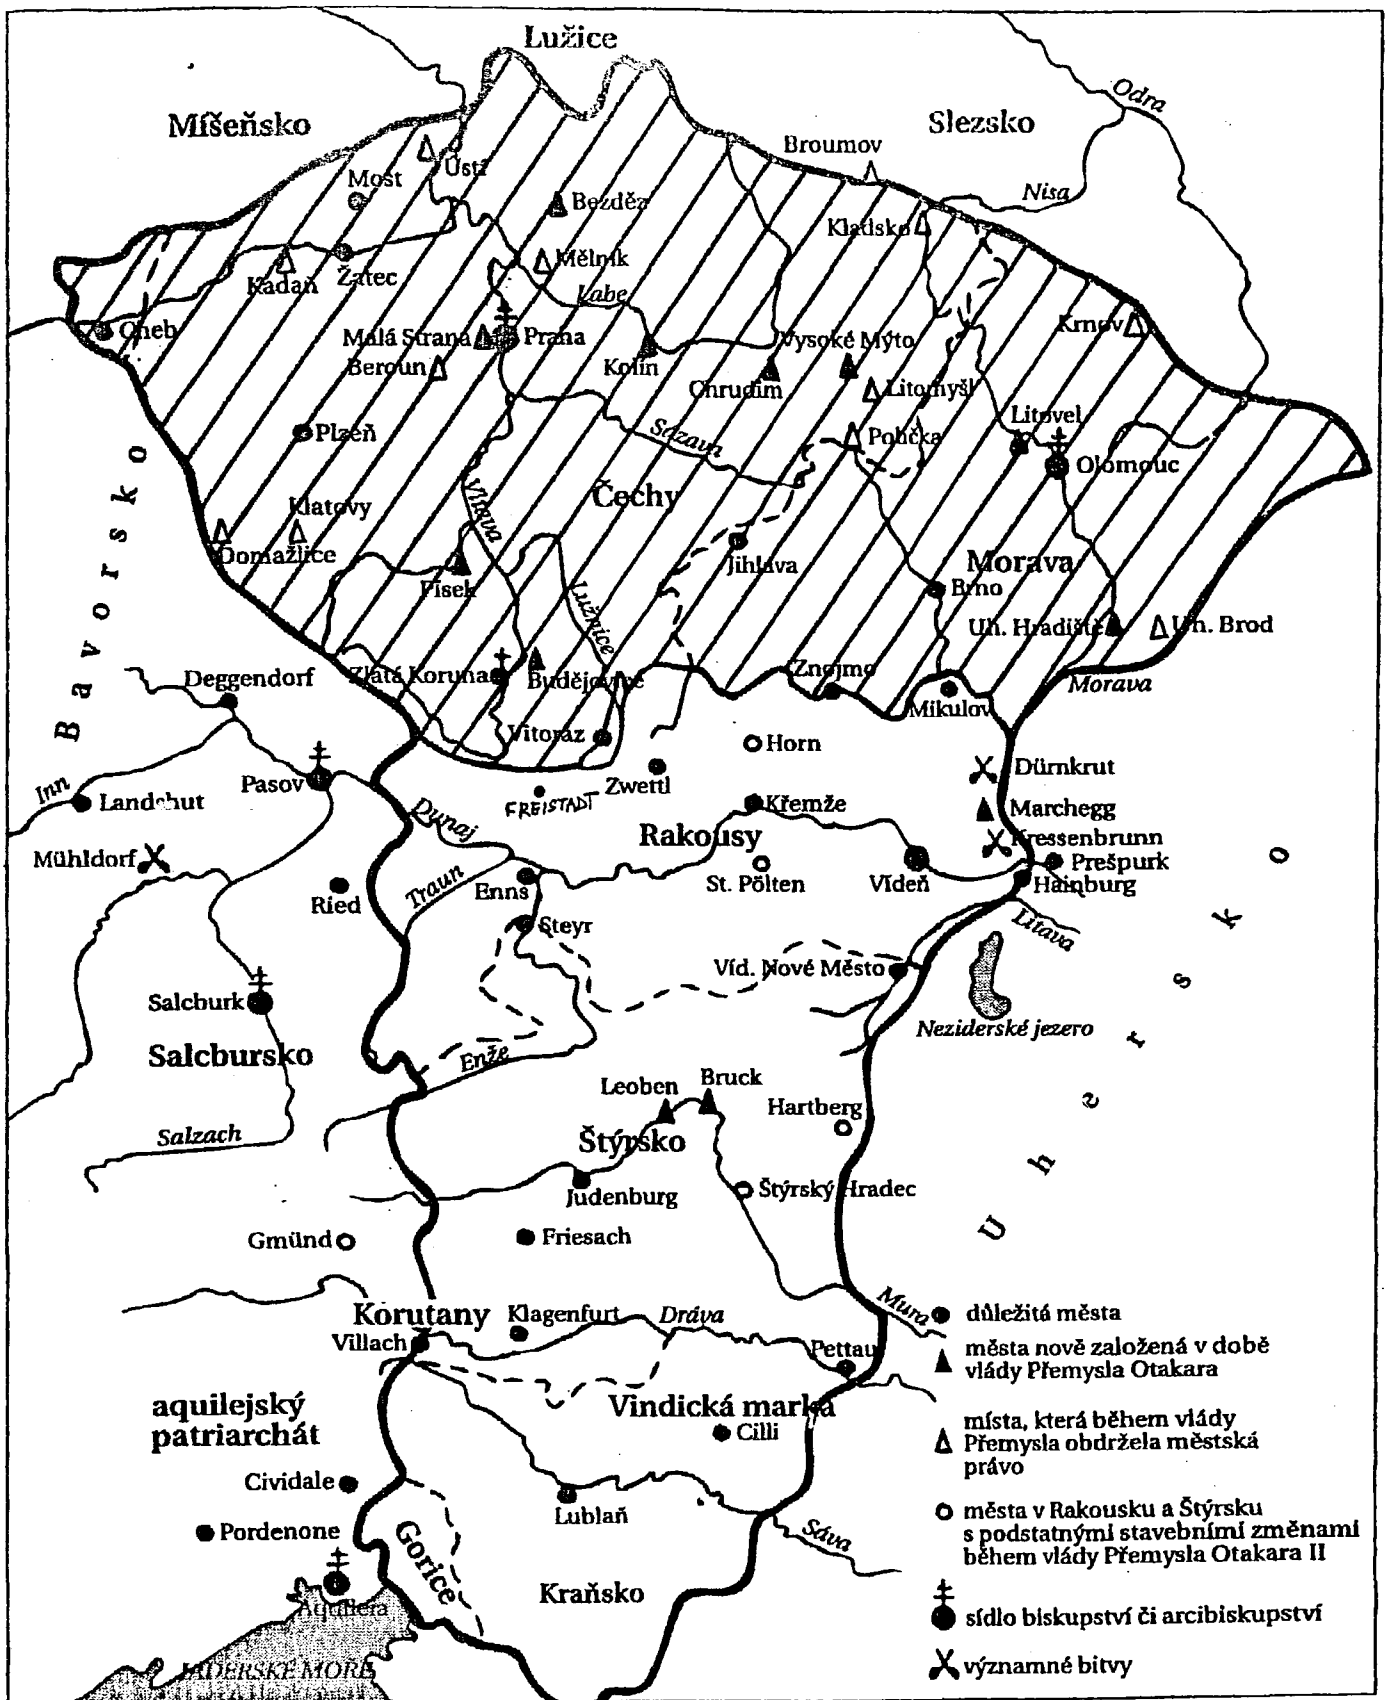 Lužice
Míšeňsko
Slezsko
Odra
Broumov
Ústí
Most
Nisa
Bezděz
Kladsko
Mělník
Kadaň
Žatec
Labe
Cheb
Malá Strana
Praha
Vysoké Mýto
Krnov
Beroun
Kolín
Chrudim
Litomyšl
Litovel
Plzeň
Sázava
Polička
Olomouc
Bavorsko
Vltava
Čechy
Klatovy
Domažlice
Jihlava
Morava
Písek
Lužnice
Brno
Uh. Hradiště
Uh. Brod
Deggendorf
Zlatá Koruna
Budějovice
Znojmo
Morava
Mikulov
Vitoraz
Horn
Inn
Pasov
Zwettl
Dürnkrut
Landshut
FREISTADT
Křemže
Marchegg
Dunaj
Rakousy
Kressenbrunn
Mühldorf
Prešpurk
Traun
Enns
St. Pölten
Vídeň
Hainburg
Ried
Steyr
Litava
Uhersko
Víd. Nové Město
Salcburk
Neziderské jezero
Salcbursko
Enže
Leoben
Bruck
Hartberg
Salzach
Štýrsko
Judenburg
Štýrský Hradec
Gmünd
Friesach
Mura
Korutany
Klagenfurt
Dráva
Villach
Pettau
aquilejský
patriarchát
Vindická marka
Cilli
Cividale
Lublaň
Pordenone
Sáva
Gorice
Kraňsko
Aquileia
JADERSKÉ MOŘE
důležitá města
města nově založená v době
vlády Přemysla Otakara
místa, která během vlády
Přemysla obdržela městská
právo
města v Rakousku a Štýrsku
s podstatnými stavebními změnami
během vlády Přemysla Otakara II
sídlo biskupství či arcibiskupství
významné bitvy